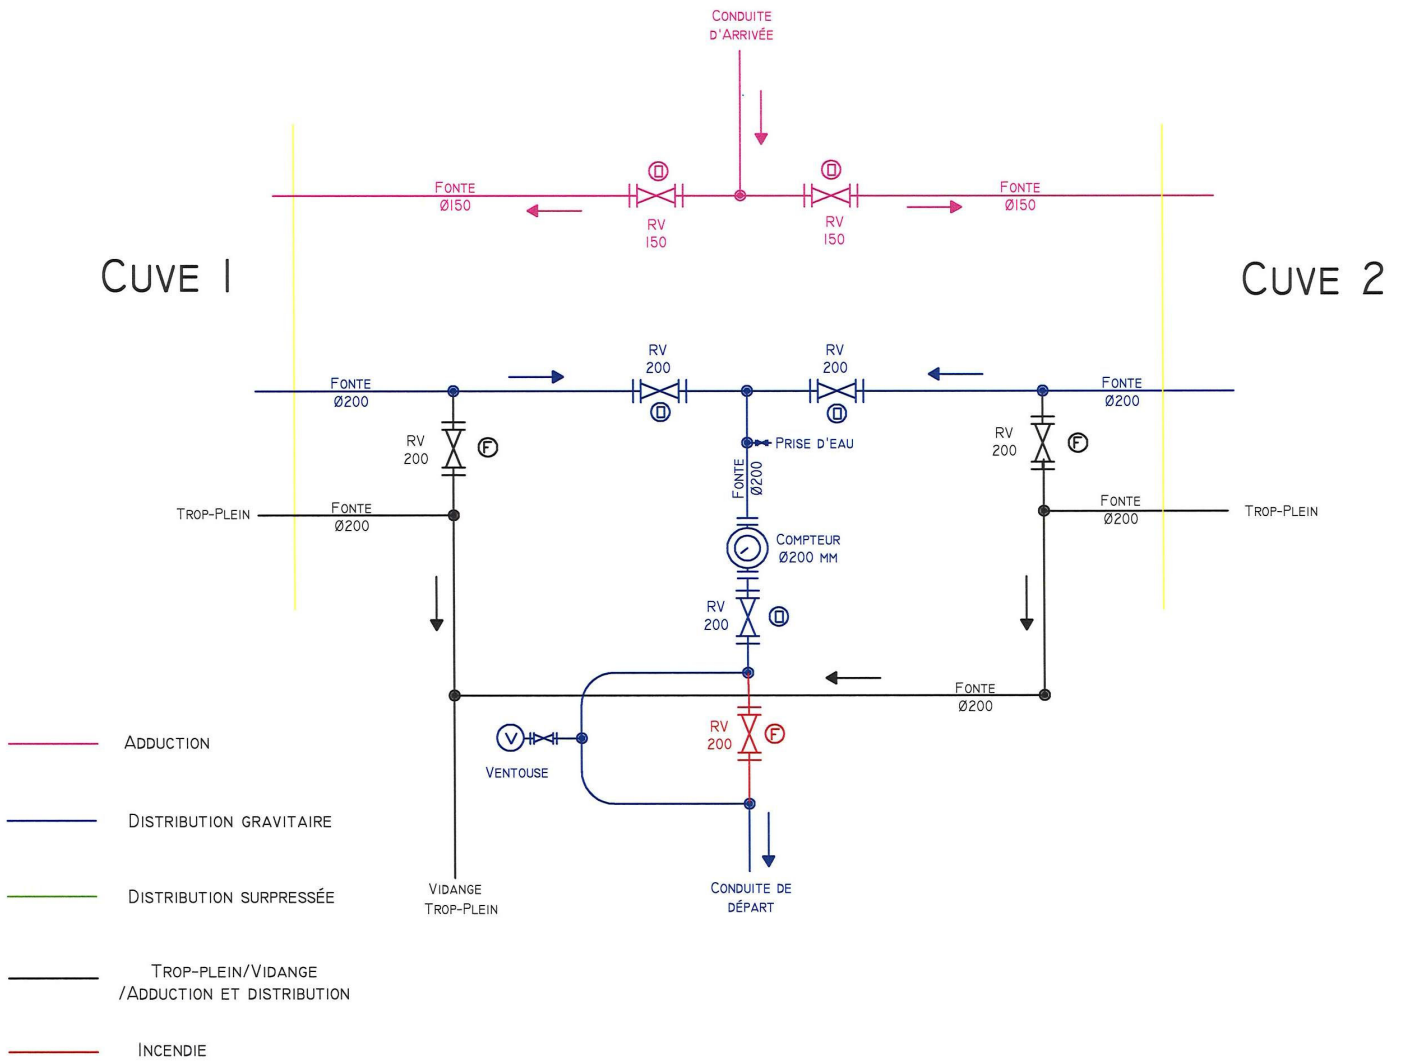 CONDUITE
D'ARRIVÉE
FONTE
Ø150
RV
150
RV
150
FONTE
Ø150
CUVE 1
CUVE 2
FONTE
Ø200
RV
200
RV
200
FONTE
Ø200
RV
200
F
PRISE D'EAU
RV
200
F
FONTE
Ø200
TROP-PLEIN
FONTE
Ø200
FONTE
Ø200
TROP-PLEIN
COMPTEUR
Ø200 MM
RV
200
FONTE
Ø200
RV
200
F
V
VENTOUSE
ADDUCTION
DISTRIBUTION GRAVITAIRE
DISTRIBUTION SURPRESSÉE
VIDANGE
TROP-PLEIN
CONDUITE DE
DÉPART
TROP-PLEIN/VIDANGE
/ADDUCTION ET DISTRIBUTION
INCENDIE